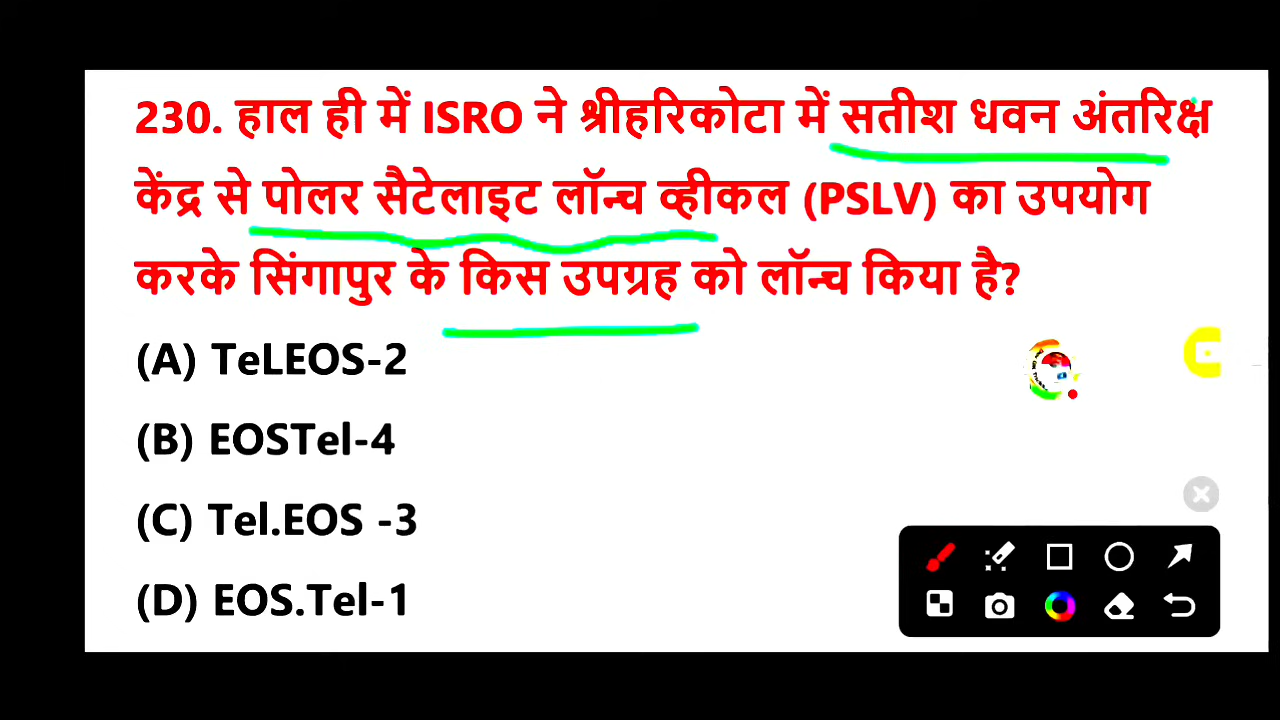 230. हाल ही में ISRO ने श्रीहरिकोटा में सतीश धवन अंतरिक्ष
केंद्र से पोलर सैटेलाइट लॉन्च व्हीकल (PSLV) का उपयोग
करके सिंगापुर के किस उपग्रह को लॉन्च किया है?
(A) TeLEOS-2
(B) EOSTel-4
(C) Tel.EOS -3
(D) EOS.Tel-1